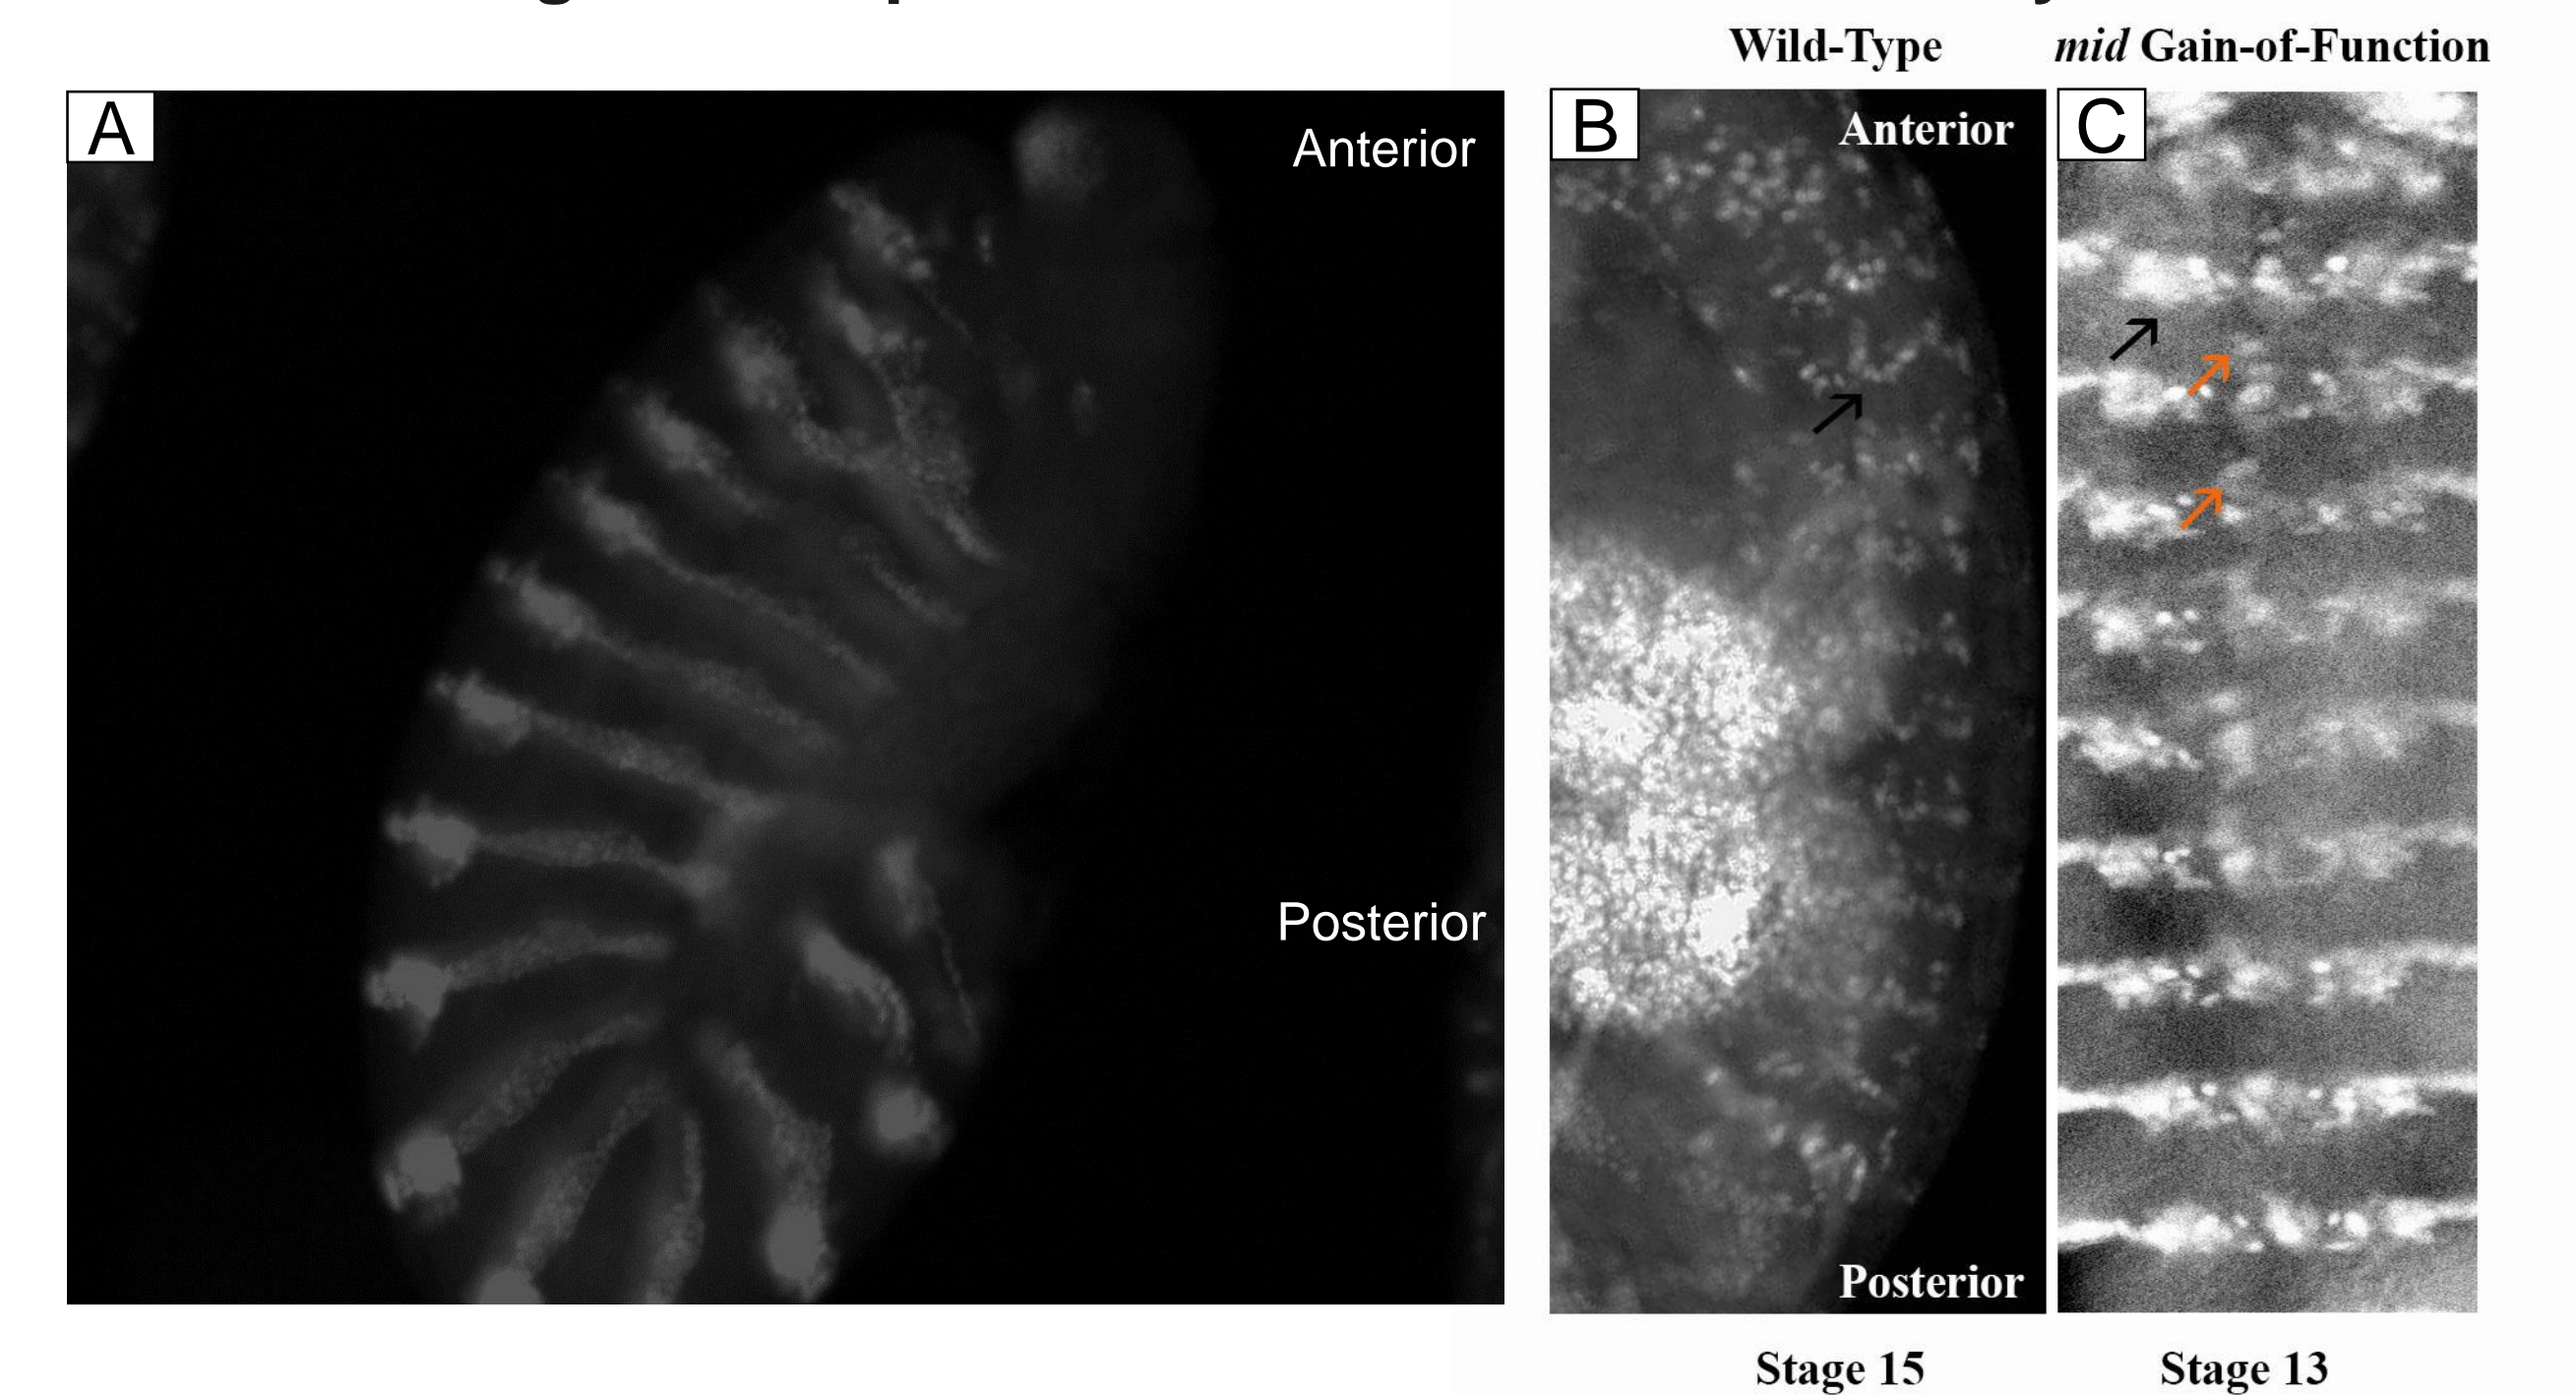 Wild-Type
mid Gain-of-Function
A
Anterior
Posterior
B
Anterior
Posterior
C
Stage 15
Stage 13